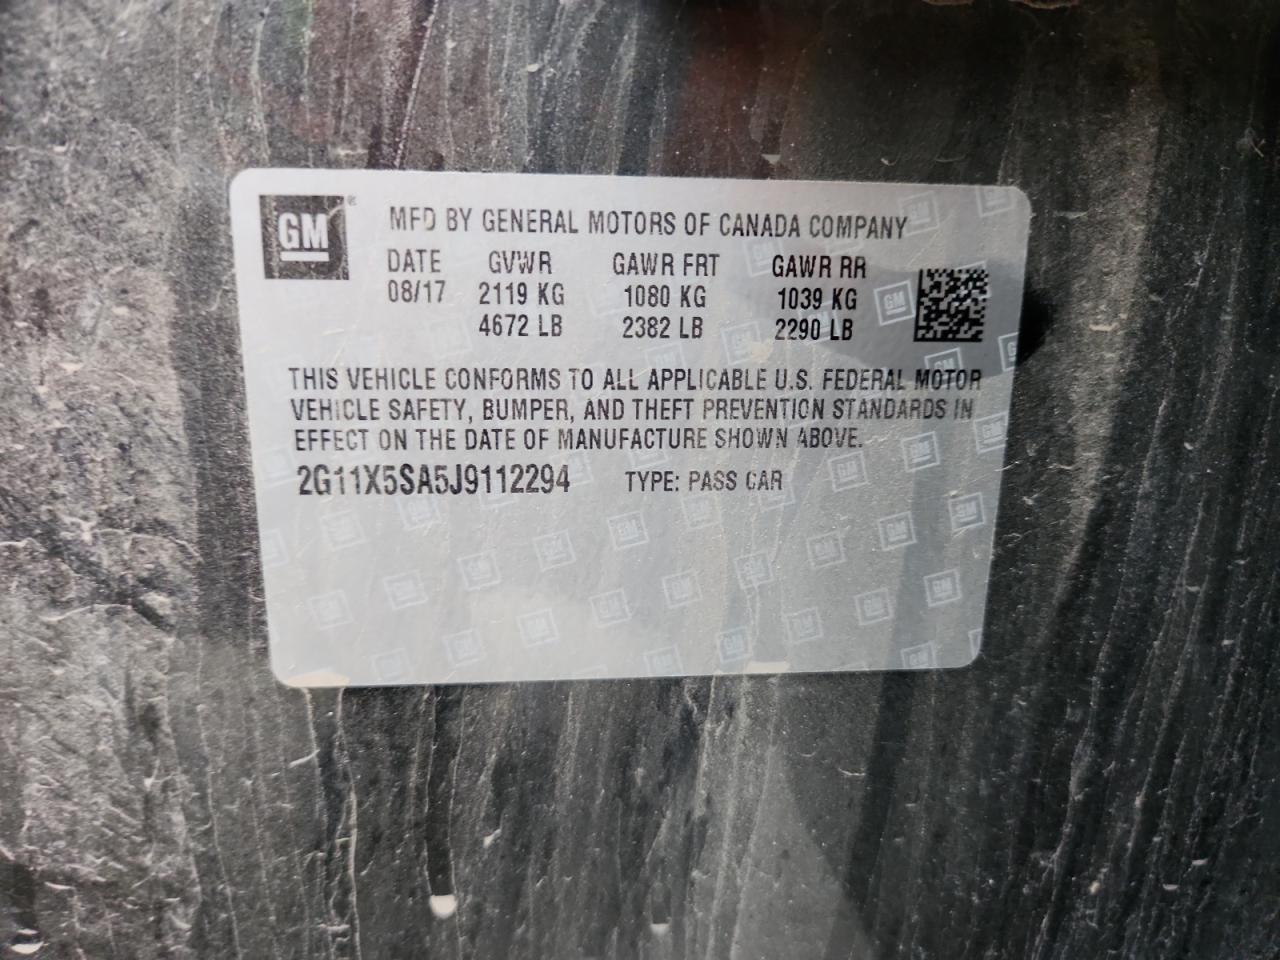 GM ® MFD BY GENERAL MOTORS OF CANADA COMPANY
DATE GVWR GAWR FRT GAWR RR
08/17 2119 KG 1080 KG 1039 KG
4672 LB 2382 LB 2290 LB
THIS VEHICLE CONFORMS TO ALL APPLICABLE U.S. FEDERAL MOTOR
VEHICLE SAFETY, BUMPER, AND THEFT PREVENTION STANDARDS IN
EFFECT ON THE DATE OF MANUFACTURE SHOWN ABOVE.
2G11X5SA5J9112294 TYPE: PASS CAR